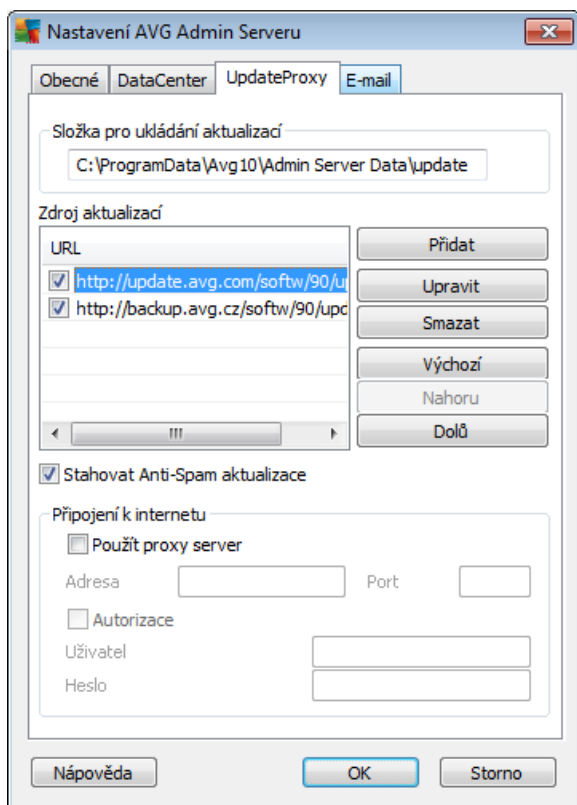 Nastavení AVG Admin Serveru
Obecné DataCenter UpdateProxy E-mail
Složka pro ukládání aktualizací
C:\ProgramData\Avg10\Admin Server Data\update
Zdroj aktualizací
URL
http://update.avg.com/softw/90/u
http://backup.avg.cz/softw/90/upd
Přidat
Upravit
Smazat
Výchozí
Nahoru
Dolů
Stahovat Anti-Spam aktualizace
Připojení k internetu
Použít proxy server
Adresa Port
Autorizace
Uživatel
Heslo
Nápověda OK Storno